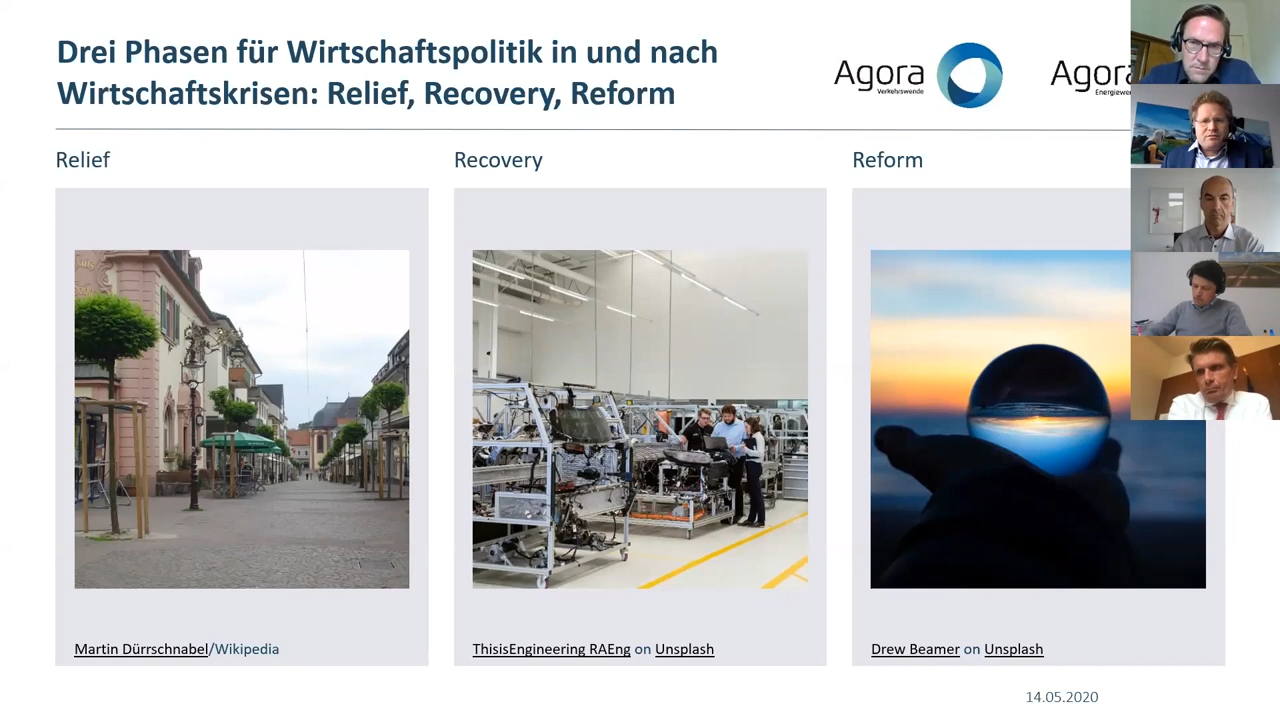 Drei Phasen für Wirtschaftspolitik in und nach
Wirtschaftskrisen: Relief, Recovery, Reform
Agora
Verkehrswende
Agora
Relief
Recovery
Reform
Martin Dürrschnabel/Wikipedia
ThisisEngineering RAEng on Unsplash
Drew Beamer on Unsplash
14.05.2020